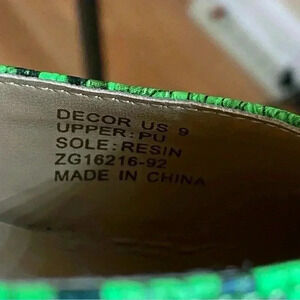 DECOR US 9
UPPER: PU
SOLE: RESIN
ZG16216-92
MADE IN CHINA